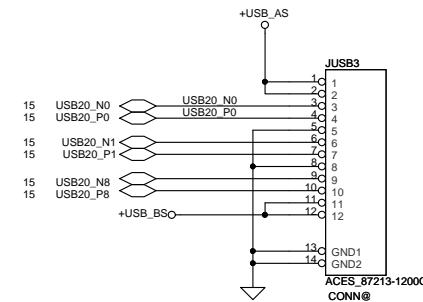 +USB_AS
JUSB3
1 1
2 2
15 USB20_N0 USB20_N0 3 3
15 USB20_P0 USB20_P0 4 4
5 5
15 USB20_N1 6 6
15 USB20_P1 7 7
8 8
15 USB20_N8 9 9
15 USB20_P8 10 10
11 11
+USB_BS 12 12
13 GND1
14 GND2
ACES_87213-1200G
CONN@